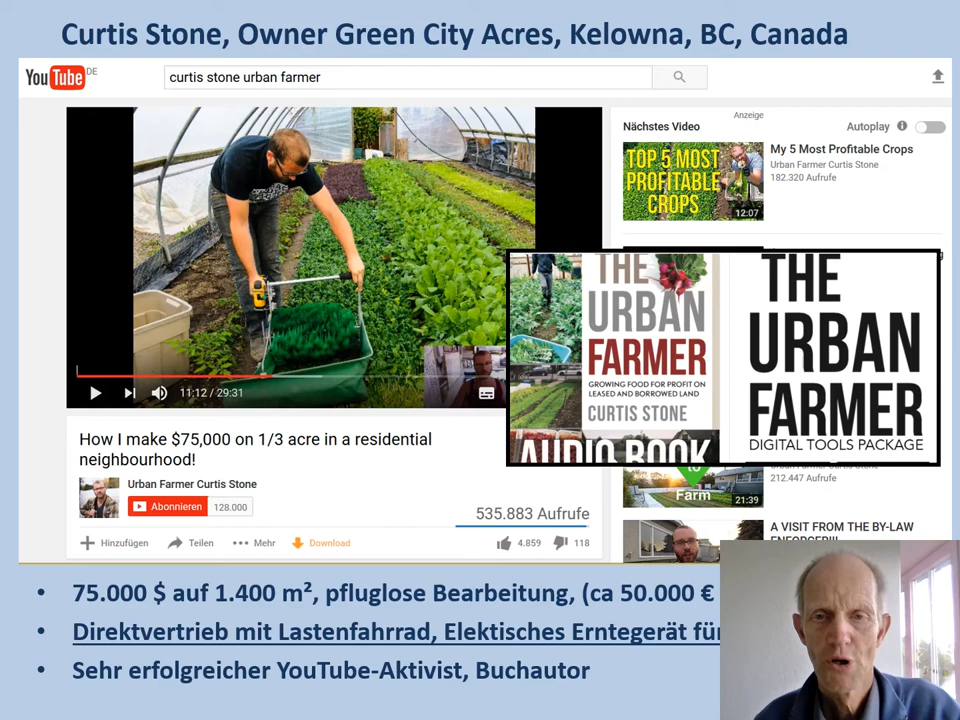 Curtis Stone, Owner Green City Acres, Kelowna, BC, Canada
YouTube DE
curtis stone urban farmer
11:12 / 29:31
How I make $75,000 on 1/3 acre in a residential
neighbourhood!
Urban Farmer Curtis Stone
Abonnieren 128.000
535.883 Aufrufe
Hinzufügen Teilen Mehr Download 4.859 118
Anzeige
Nächstes Video Autoplay
TOP 5 MOST
PROFITABLE
CROPS
12:07
My 5 Most Profitable Crops
Urban Farmer Curtis Stone
182.320 Aufrufe
THE
URBAN
FARMER
GROWING FOOD FOR PROFIT ON
LEASED AND BORROWED LAND
CURTIS STONE
AUDIO BOOK
THE
URBAN
FARMER
DIGITAL TOOLS PACKAGE
to
Farm
21:39
Urban Farmer Curtis Stone
212.447 Aufrufe
A VISIT FROM THE BY-LAW
• 75.000 $ auf 1.400 m², pfluglose Bearbeitung, (ca 50.000 €
• Direktvertrieb mit Lastenfahrrad, Elektisches Erntegerät für
• Sehr erfolgreicher YouTube-Aktivist, Buchautor